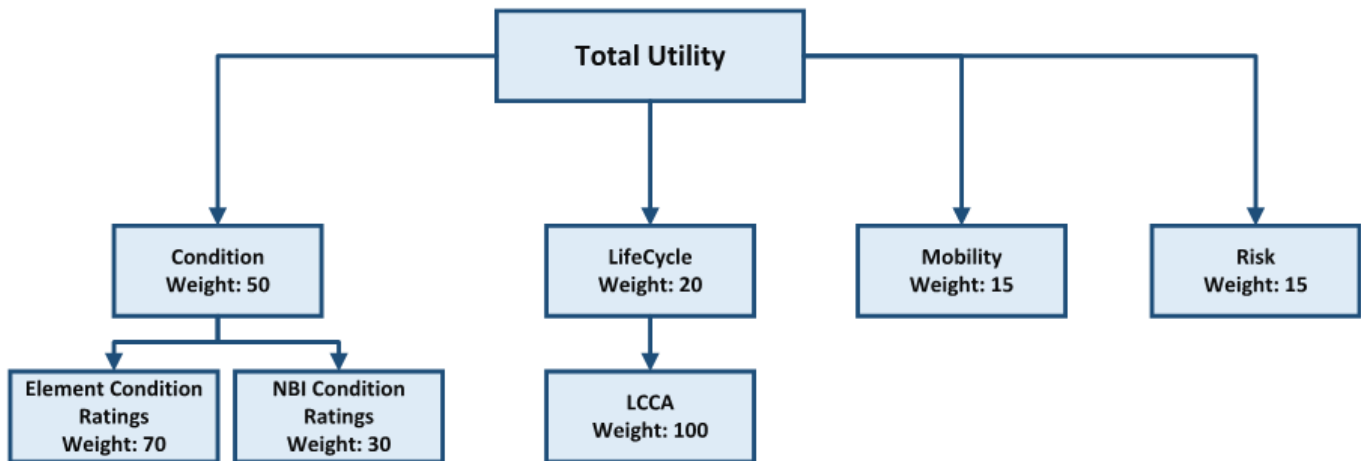 Total Utility
Condition
Weight: 50
LifeCycle
Weight: 20
Mobility
Weight: 15
Risk
Weight: 15
Element Condition
Ratings
Weight: 70
NBI Condition
Ratings
Weight: 30
LCCA
Weight: 100